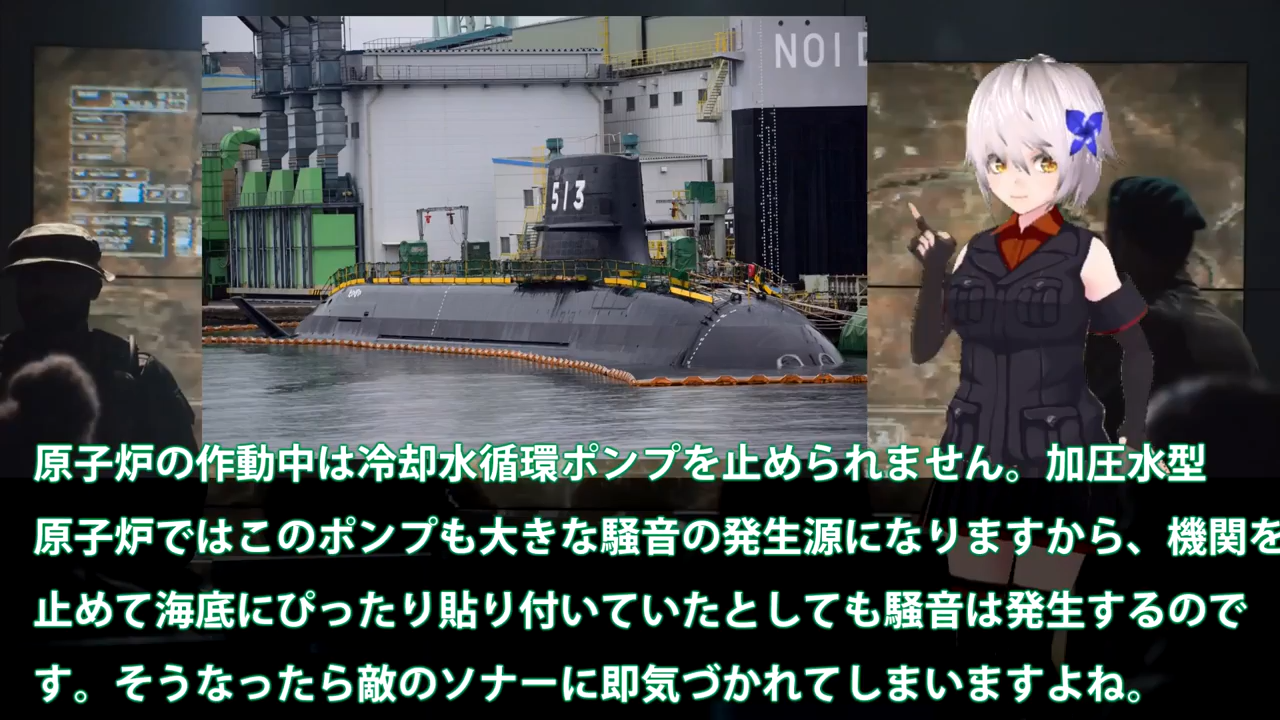 NOI D
513
原子炉の作動中は冷却水循環ポンプを止められません。加圧水型
原子炉ではこのポンプも大きな騒音の発生源になりますから、機関を
止めて海底にぴったり貼り付いていたとしても騒音は発生するので
す。そうなったら敵のソナーに即気づかれてしまいますよね。